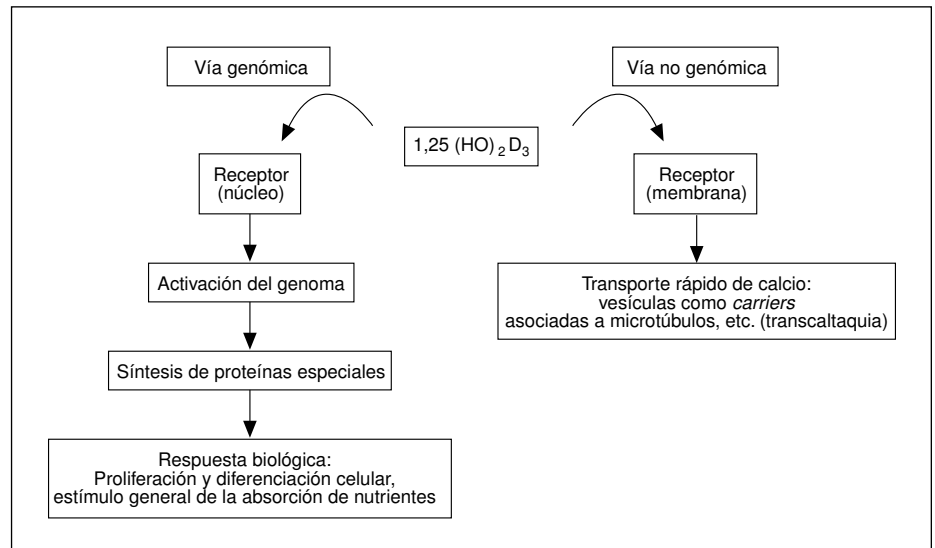 Vía genómica
Vía no genómica
1,25 (HO)2D3
Receptor
(núcleo)
Receptor
(membrana)
Activación del genoma
Transporte rápido de calcio:
vesículas como carriers
asociadas a microtúbulos, etc. (transcaltaquia)
Síntesis de proteínas especiales
Respuesta biológica:
Proliferación y diferenciación celular,
estímulo general de la absorción de nutrientes